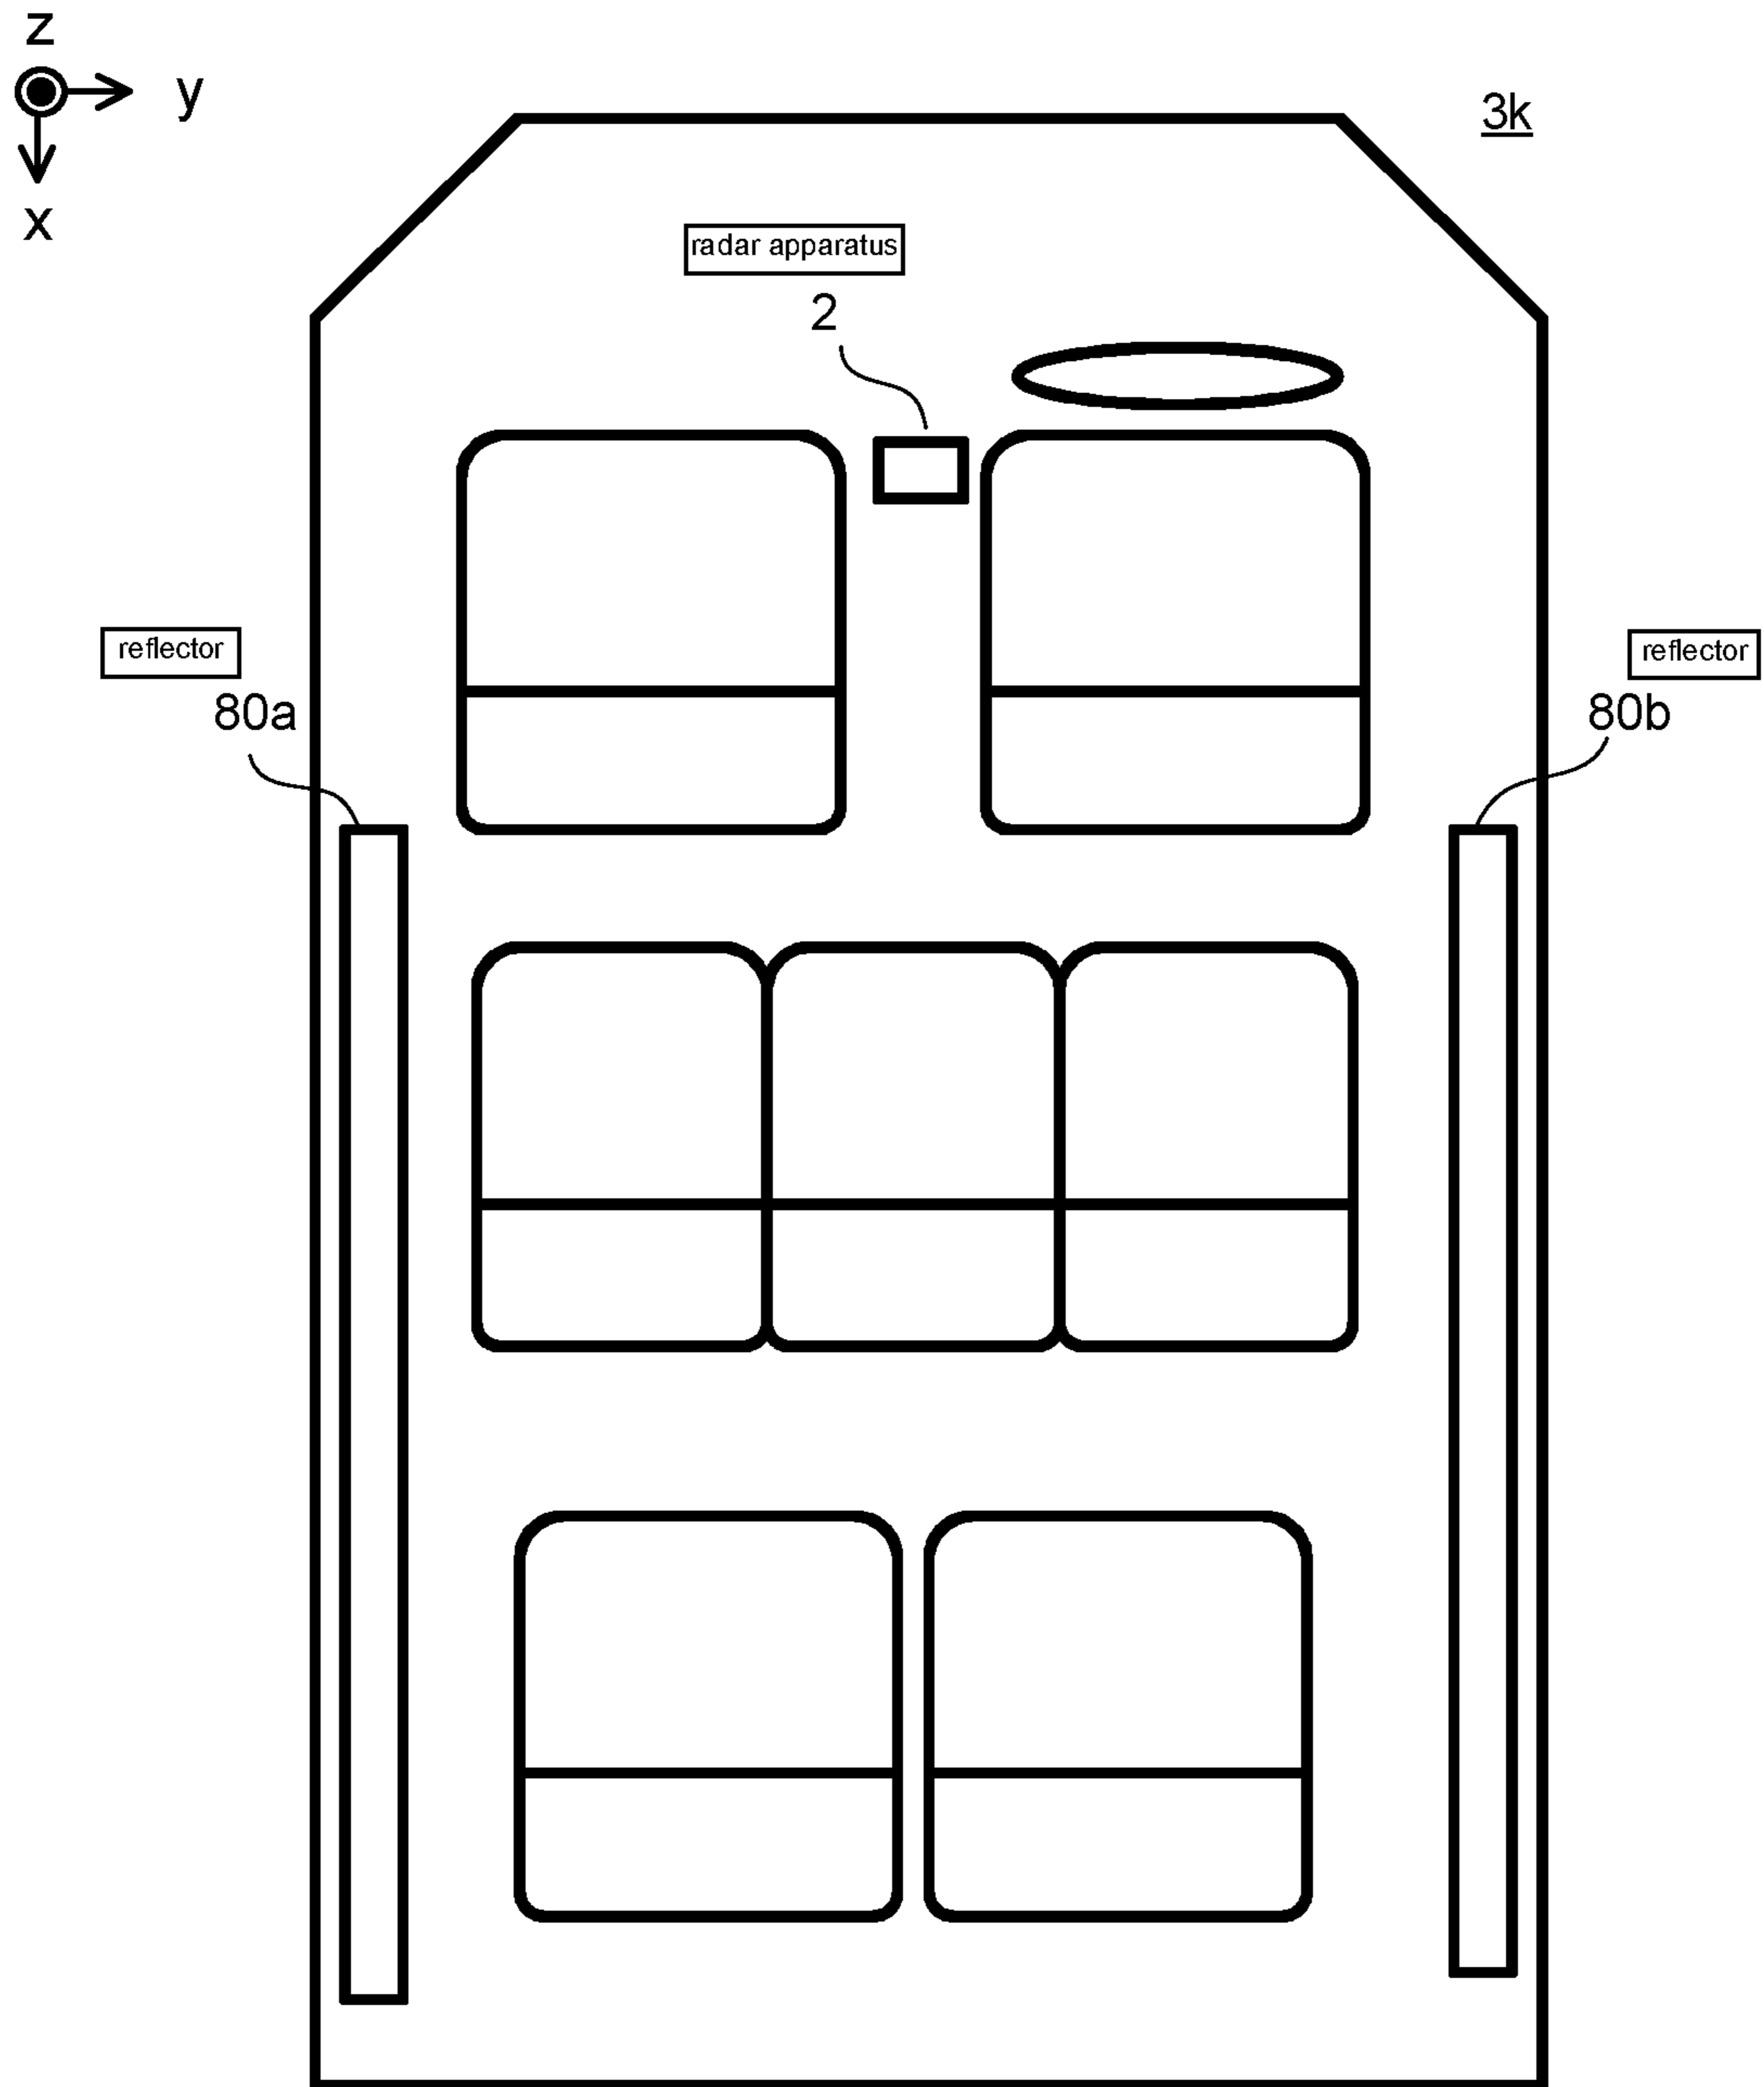 z
y
x
3k
radar apparatus
2
reflector
80a
reflector
80b